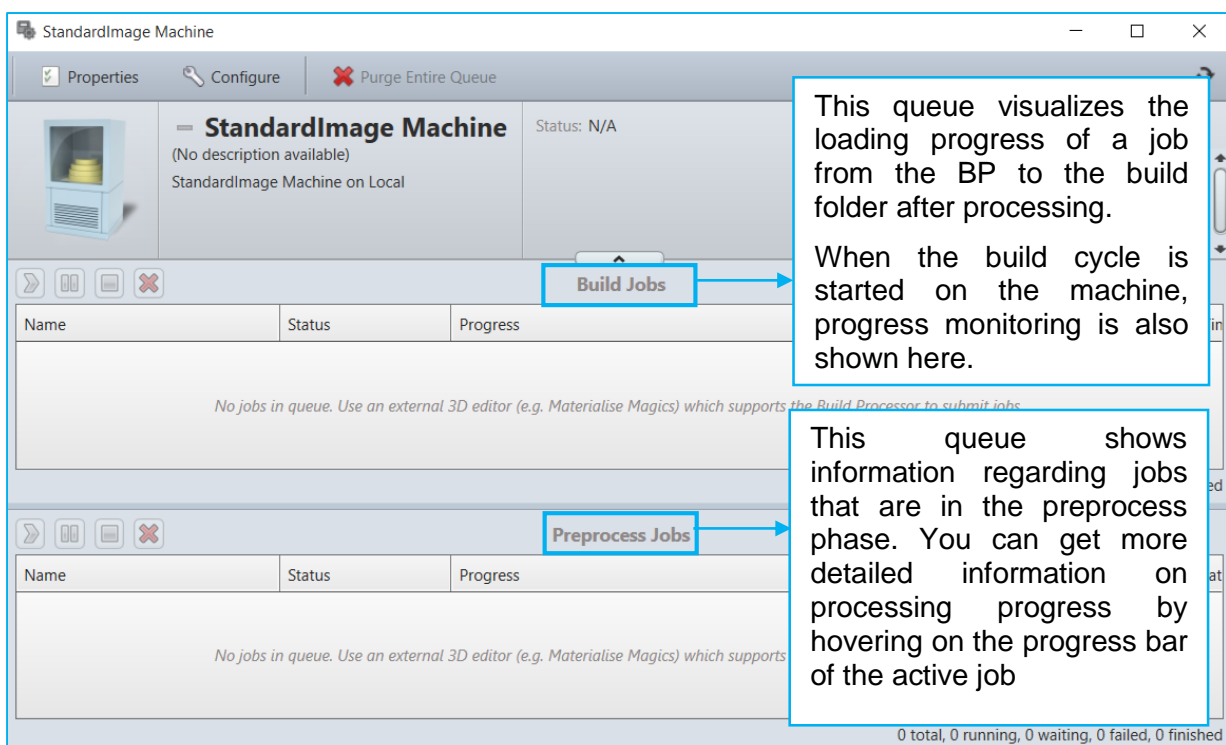 StandardImage Machine
Properties Configure Purge Entire Queue
StandardImage Machine
(No description available)
StandardImage Machine on Local
Status: N/A
This queue visualizes the
loading progress of a job
from the BP to the build
folder after processing.
When the build cycle is
started on the machine,
progress monitoring is also
shown here.
Build Jobs
Name Status Progress
No jobs in queue. Use an external 3D editor (e.g. Materialise Magics) which supports the Build Processor to submit jobs
This queue shows
information regarding jobs
that are in the preprocess
phase. You can get more
detailed information on
processing progress by
hovering on the progress bar
of the active job
Preprocess Jobs
Name Status Progress
No jobs in queue. Use an external 3D editor (e.g. Materialise Magics) which supports
0 total, 0 running, 0 waiting, 0 failed, 0 finished